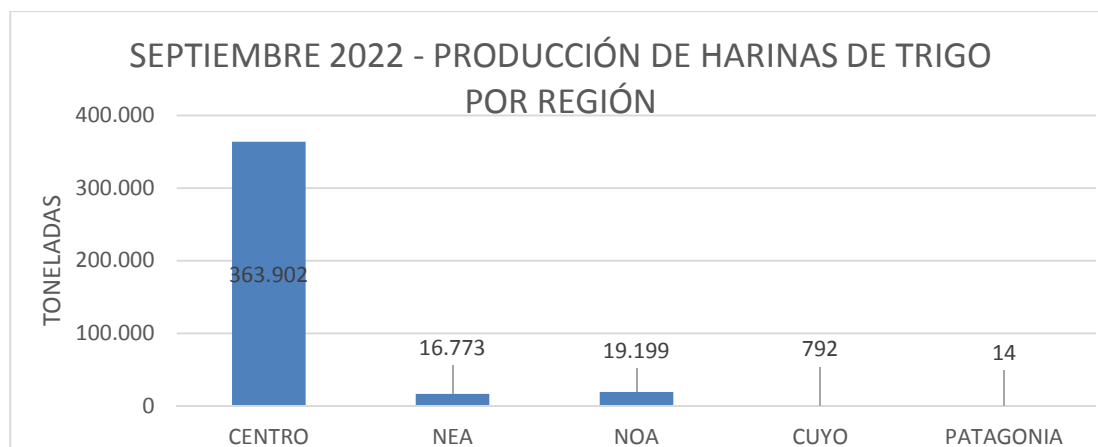 SEPTIEMBRE 2022 - PRODUCCIÓN DE HARINAS DE TRIGO
POR REGIÓN
TONELADAS
400.000
300.000
200.000
100.000
0
363.902
16.773
19.199
792
14
CENTRO
NEA
NOA
CUYO
PATAGONIA